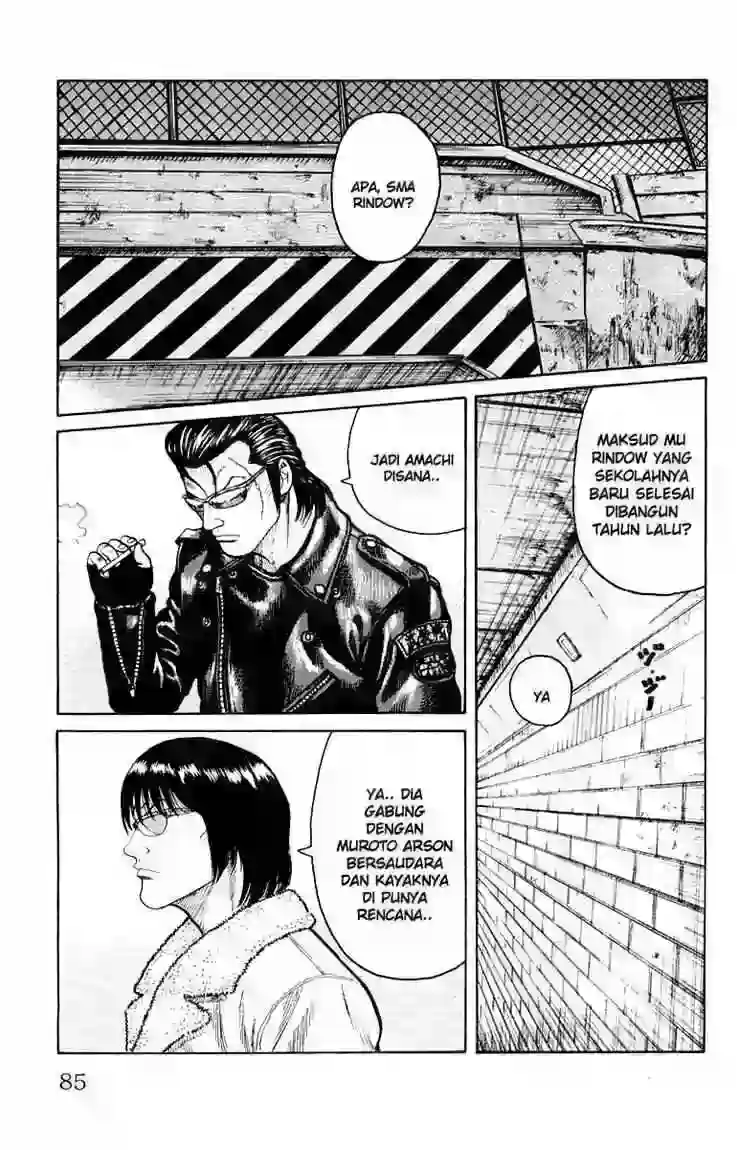 APA, SMA
RINDOW?
MAKSUD MU
RINDOW YANG
SEKOLAHNYA
BARU SELESAI
DIBANGUN
TAHUN LALU?
YA
JADI AMACHI
DISANA..
YA.. DIA
GABUNG
DENGAN
MUROTO ARSON
BERSAUDARA
DAN KAYAKNYA
DI PUNYA
RENCANA..
85